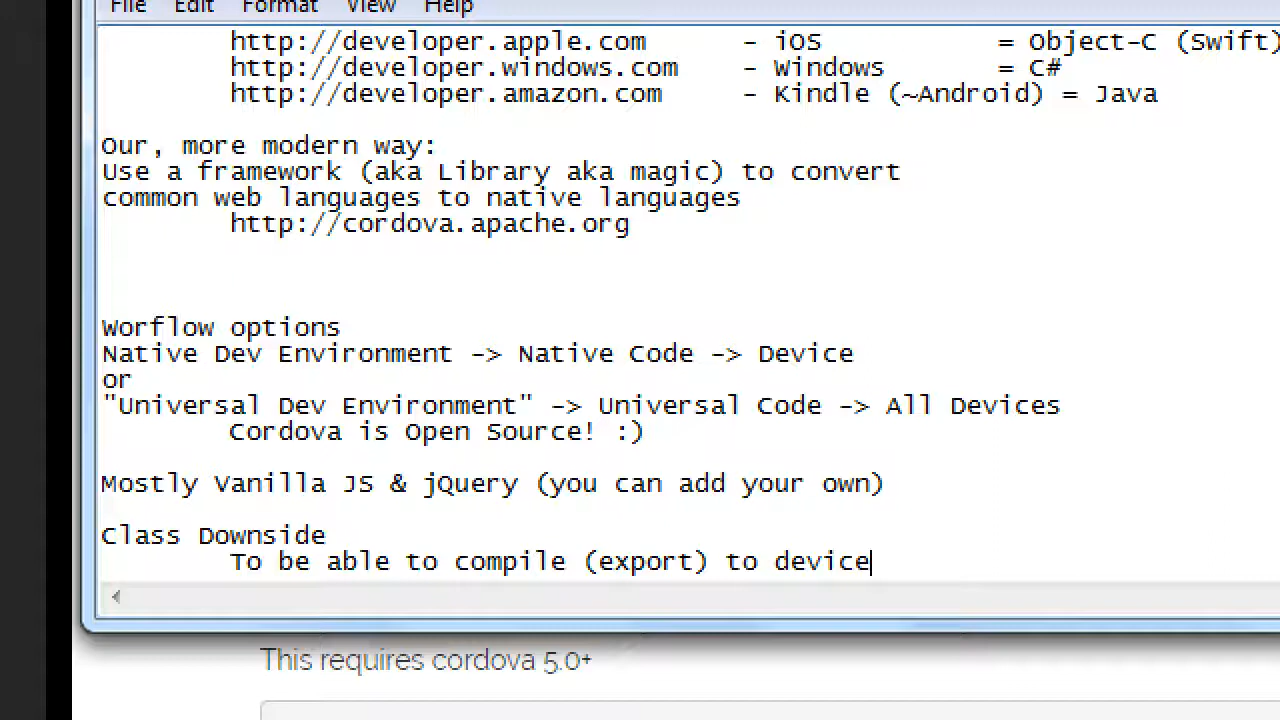 File Edit Format View Help
http://developer.apple.com - iOS = Object-C (Swift)
http://developer.windows.com - Windows = C#
http://developer.amazon.com - Kindle (~Android) = Java
Our, more modern way:
Use a framework (aka Library aka magic) to convert
common web languages to native languages
http://cordova.apache.org
Worflow options
Native Dev Environment -> Native Code -> Device
or
"Universal Dev Environment" -> Universal Code -> All Devices
Cordova is Open Source! :)
Mostly Vanilla JS & jQuery (you can add your own)
Class Downside
To be able to compile (export) to device
This requires cordova 5.0+